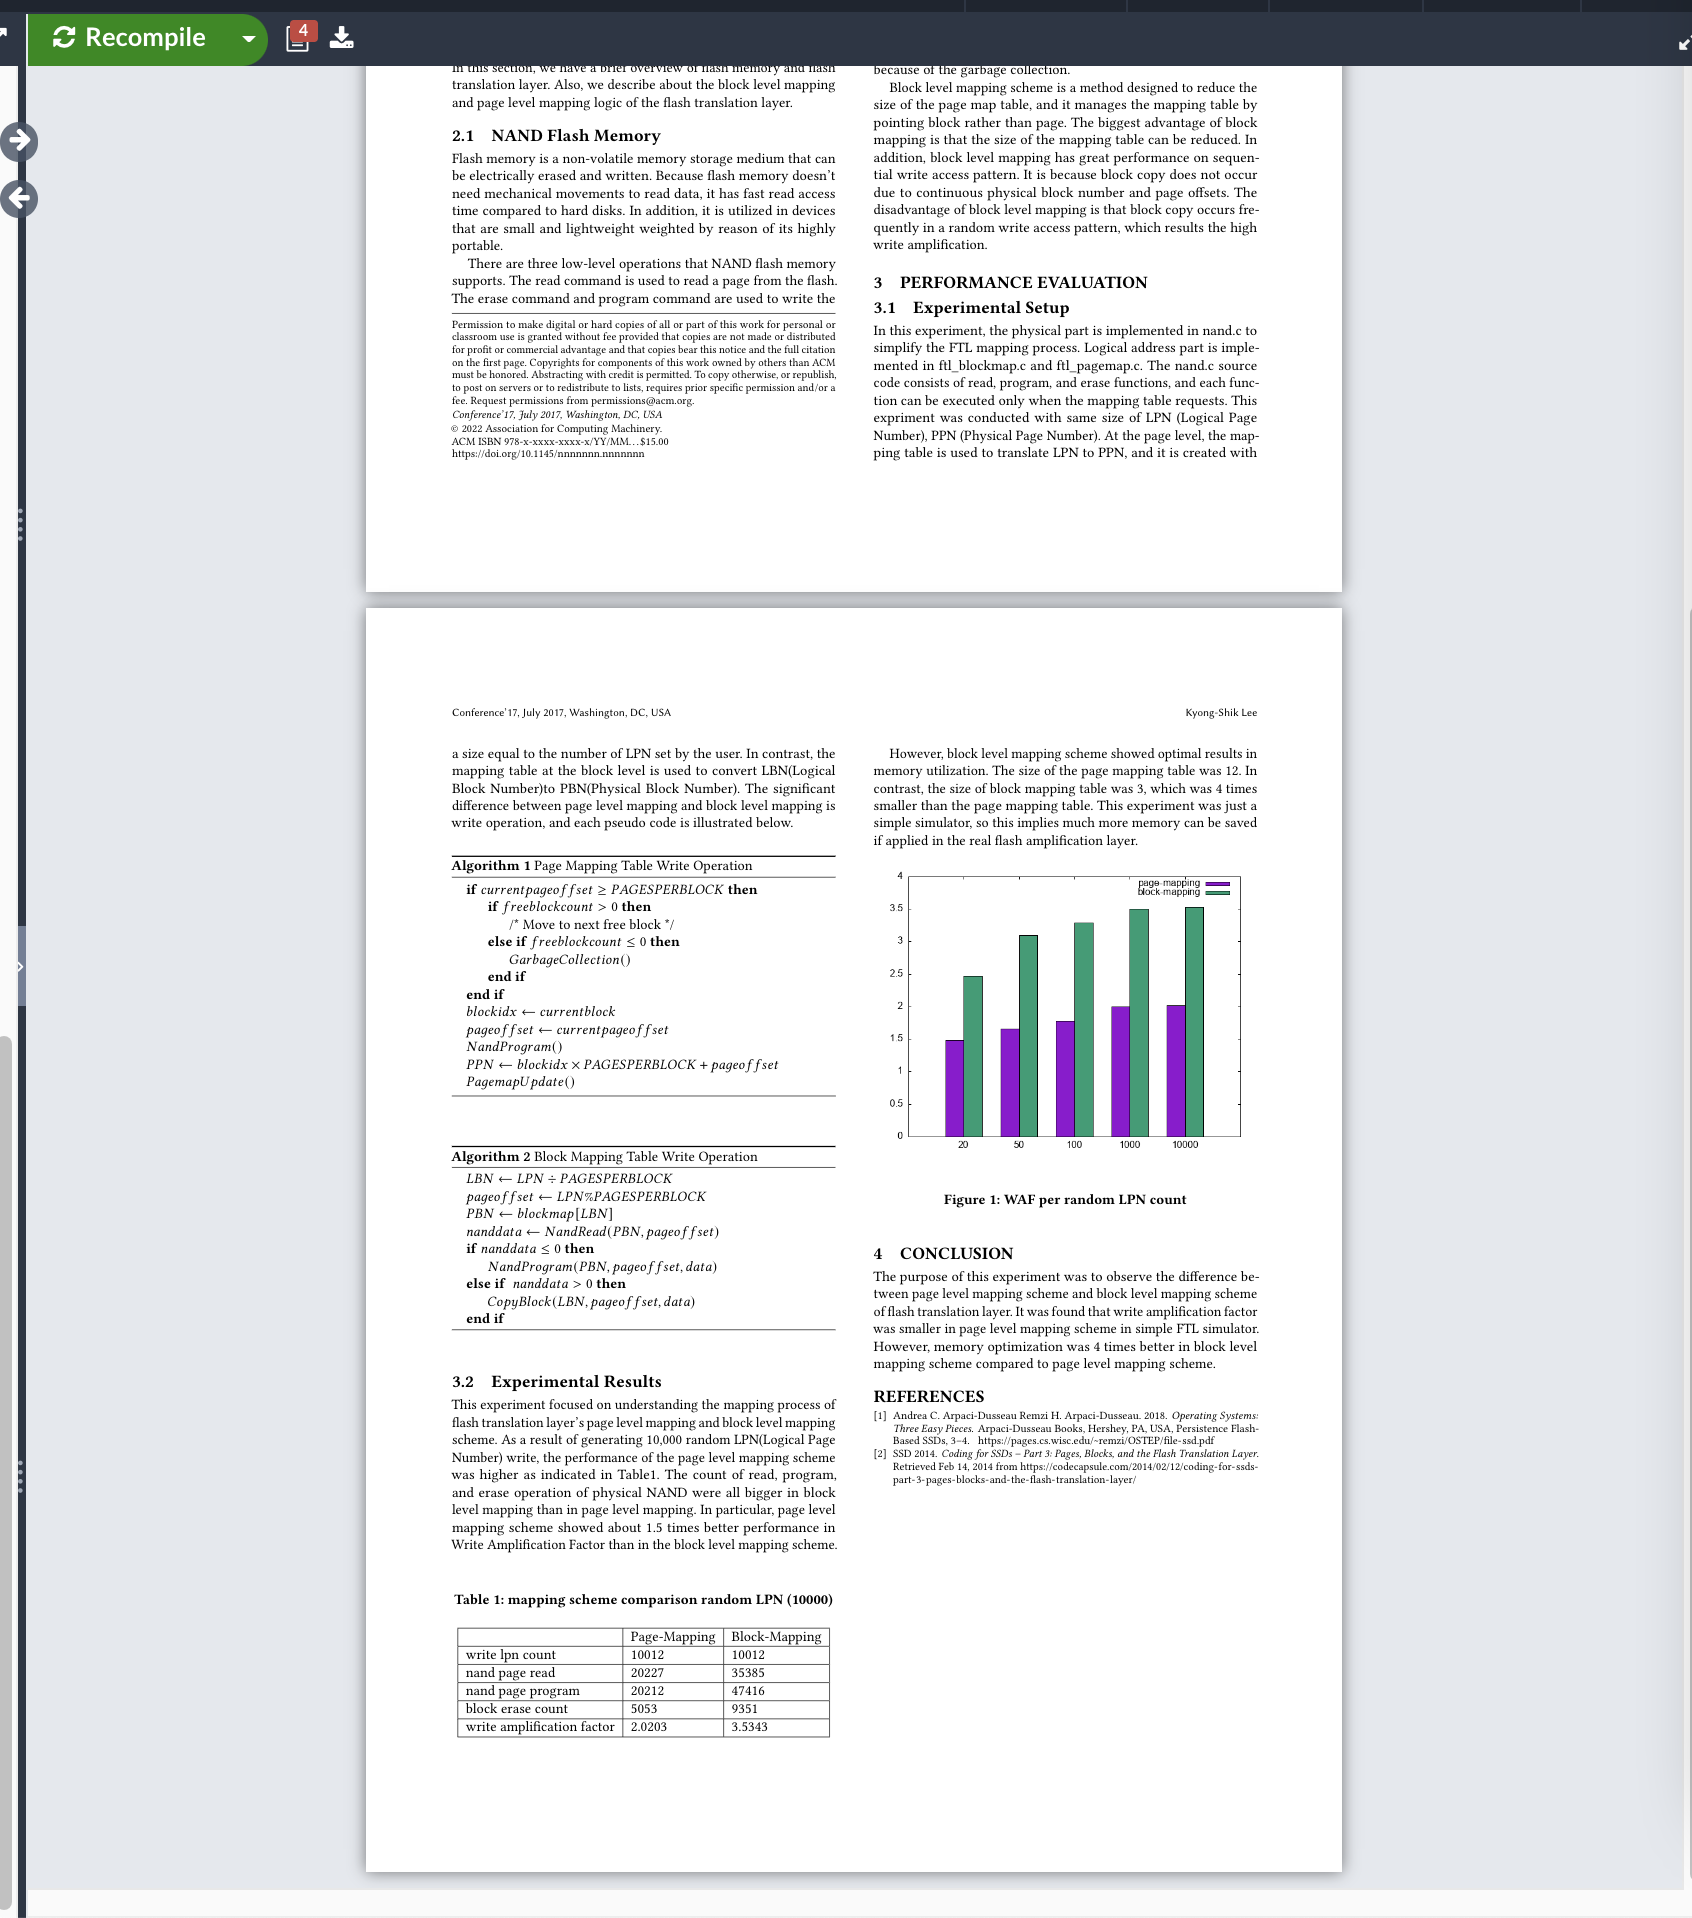 Recompile
4
In this section, we have a brief overview of flash memory and flash
translation layer. Also, we describe about the block level mapping
and page level mapping logic of the flash translation layer.
2.1 NAND Flash Memory
Flash memory is a non-volatile memory storage medium that can
be electrically erased and written. Because flash memory doesn't
need mechanical movements to read data, it has fast read access
time compared to hard disks. In addition, it is utilized in devices
that are small and lightweight weighted by reason of its highly
portable.
There are three low-level operations that NAND flash memory
supports. The read command is used to read a page from the flash.
The erase command and program command are used to write the
Permission to make digital or hard copies of all or part of this work for personal or
classroom use is granted without fee provided that copies are not made or distributed
for profit or commercial advantage and that copies bear this notice and the full citation
on the first page. Copyrights for components of this work owned by others than ACM
must be honored. Abstracting with credit is permitted. To copy otherwise, or republish,
to post on servers or to redistribute to lists, requires prior specific permission and/or a
fee. Request permissions from permissions@acm.org.
Conference'17, July 2017, Washington, DC, USA
© 2022 Association for Computing Machinery.
ACM ISBN 978-x-xxxx-xxxx-x/YY/MM...$15.00
https://doi.org/10.1145/nnnnnnn.nnnnnnn
because of the garbage collection.
Block level mapping scheme is a method designed to reduce the
size of the page map table, and it manages the mapping table by
pointing block rather than page. The biggest advantage of block
mapping is that the size of the mapping table can be reduced. In
addition, block level mapping has great performance on sequen-
tial write access pattern. It is because block copy does not occur
due to continuous physical block number and page offsets. The
disadvantage of block level mapping is that block copy occurs fre-
quently in a random write access pattern, which results the high
write amplification.
3 PERFORMANCE EVALUATION
3.1 Experimental Setup
In this experiment, the physical part is implemented in nand.c to
simplify the FTL mapping process. Logical address part is imple-
mented in ftl_blockmap.c and ftl_pagemap.c. The nand.c source
code consists of read, program, and erase functions, and each func-
tion can be executed only when the mapping table requests. This
expriment was conducted with same size of LPN (Logical Page
Number), PPN (Physical Page Number). At the page level, the map-
ping table is used to translate LPN to PPN, and it is created with
Conference'17, July 2017, Washington, DC, USA
Kyong-Shik Lee
a size equal to the number of LPN set by the user. In contrast, the
mapping table at the block level is used to convert LBN(Logical
Block Number)to PBN(Physical Block Number). The significant
difference between page level mapping and block level mapping is
write operation, and each pseudo code is illustrated below.
Algorithm 1 Page Mapping Table Write Operation
if currentpageoffset ≥ PAGESPERBLOCK then
if freeblockcount > 0 then
/* Move to next free block */
else if freeblockcount ≤ 0 then
GarbageCollection()
end if
end if
blockidx ← currentblock
pageoffset ← currentpageoffset
NandProgram()
PPN ← blockidx × PAGESPERBLOCK + pageoffset
PagemapUpdate()
Algorithm 2 Block Mapping Table Write Operation
LBN ← LPN ÷ PAGESPERBLOCK
pageoffset ← LPN%PAGESPERBLOCK
PBN ← blockmap[LBN]
nanddata ← NandRead(PBN, pageoffset)
if nanddata ≤ 0 then
NandProgram(PBN, pageoffset, data)
else if nanddata > 0 then
CopyBlock(LBN, pageoffset, data)
end if
3.2 Experimental Results
This experiment focused on understanding the mapping process of
flash translation layer's page level mapping and block level mapping
scheme. As a result of generating 10,000 random LPN(Logical Page
Number) write, the performance of the page level mapping scheme
was higher as indicated in Table1. The count of read, program,
and erase operation of physical NAND were all bigger in block
level mapping than in page level mapping. In particular, page level
mapping scheme showed about 1.5 times better performance in
Write Amplification Factor than in the block level mapping scheme.
Table 1: mapping scheme comparison random LPN (10000)
Page-Mapping Block-Mapping
write lpn count 10012 10012
nand page read 20227 35385
nand page program 20212 47416
block erase count 5053 9351
write amplification factor 2.0203 3.5343
However, block level mapping scheme showed optimal results in
memory utilization. The size of the page mapping table was 12. In
contrast, the size of block mapping table was 3, which was 4 times
smaller than the page mapping table. This experiment was just a
simple simulator, so this implies much more memory can be saved
if applied in the real flash amplification layer.
4
page-mapping
block-mapping
3.5
3
2.5
2
1.5
1
0.5
0
20 50 100 1000 10000
Figure 1: WAF per random LPN count
4 CONCLUSION
The purpose of this experiment was to observe the difference be-
tween page level mapping scheme and block level mapping scheme
of flash translation layer. It was found that write amplification factor
was smaller in page level mapping scheme in simple FTL simulator.
However, memory optimization was 4 times better in block level
mapping scheme compared to page level mapping scheme.
REFERENCES
[1] Andrea C. Arpaci-Dusseau Remzi H. Arpaci-Dusseau. 2018. Operating Systems:
Three Easy Pieces. Arpaci-Dusseau Books, Hershey, PA, USA, Persistence Flash-
Based SSDs, 3–4. https://pages.cs.wisc.edu/~remzi/OSTEP/file-ssd.pdf
[2] SSD 2014. Coding for SSDs – Part 3: Pages, Blocks, and the Flash Translation Layer.
Retrieved Feb 14, 2014 from https://codecapsule.com/2014/02/12/coding-for-ssds-
part-3-pages-blocks-and-the-flash-translation-layer/